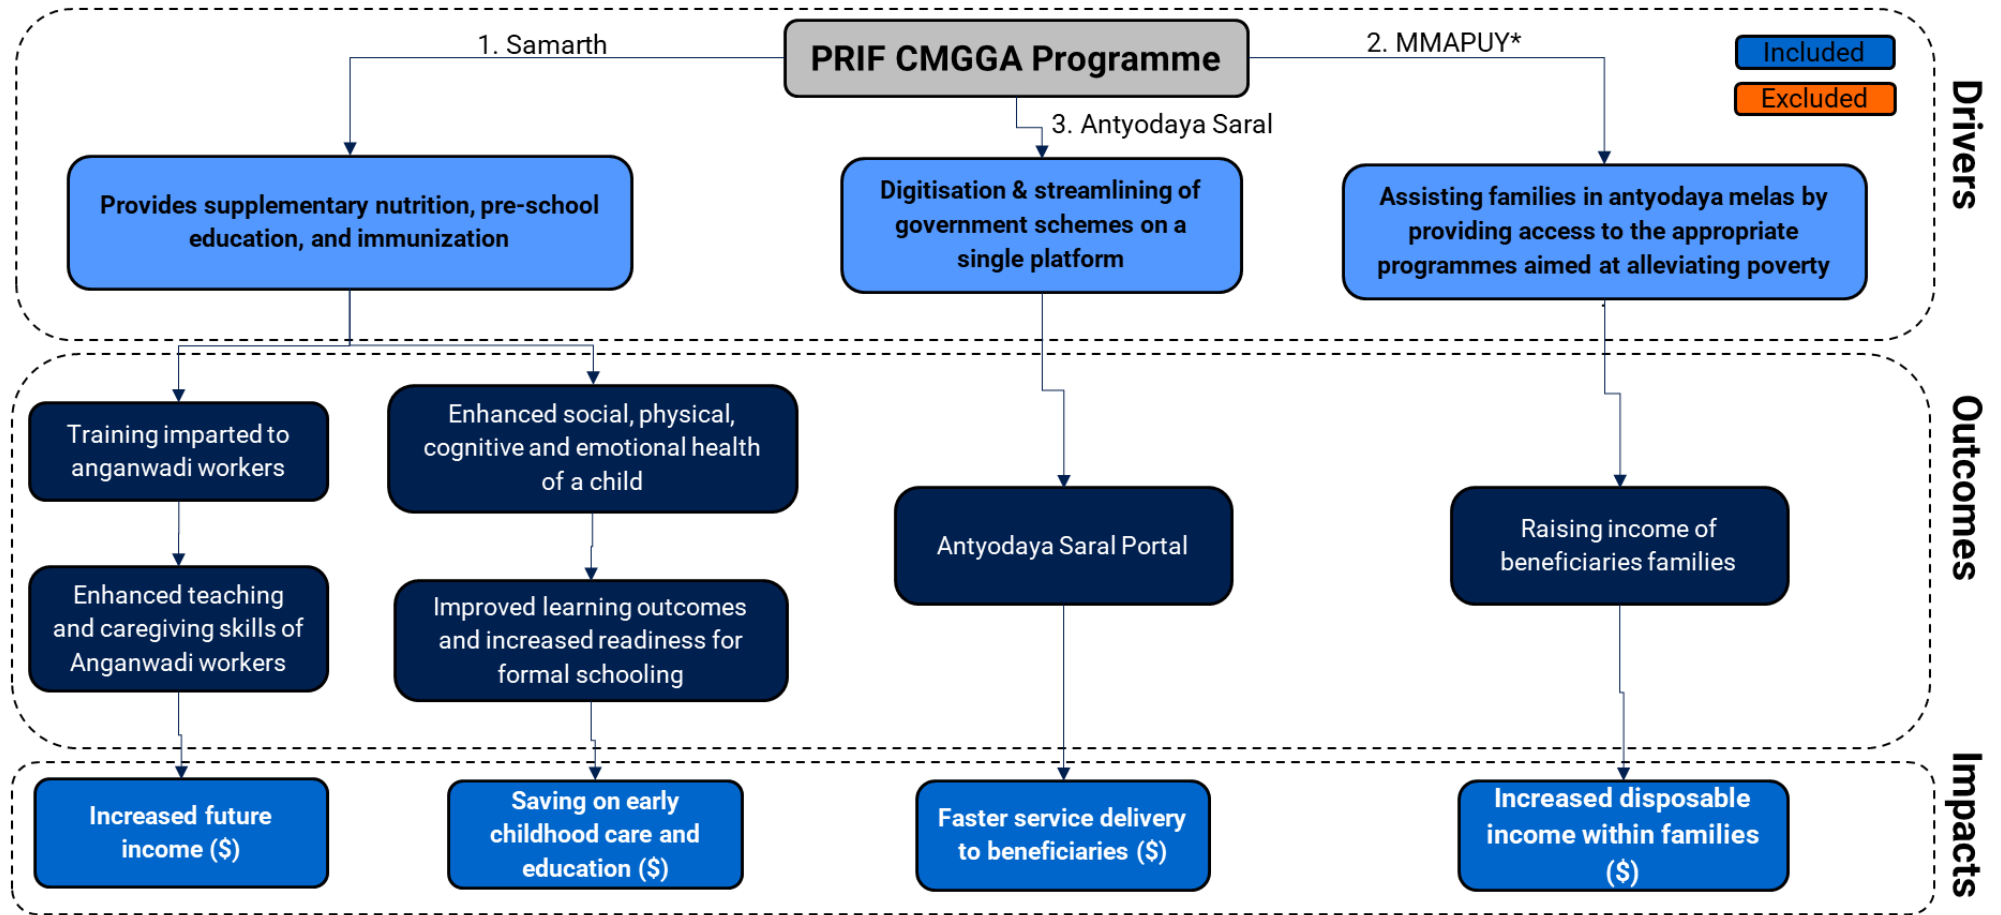 PRIF CMGGA Programme
1. Samarth
2. MMAPUY*
3. Antyodaya Saral
Included
Excluded
Drivers
Provides supplementary nutrition, pre-school
education, and immunization
Digitisation & streamlining of
government schemes on a
single platform
Assisting families in antyodaya melas by
providing access to the appropriate
programmes aimed at alleviating poverty
Outcomes
Training imparted to
anganwadi workers
Enhanced social, physical,
cognitive and emotional health
of a child
Antyodaya Saral Portal
Raising income of
beneficiaries families
Enhanced teaching
and caregiving skills of
Anganwadi workers
Improved learning outcomes
and increased readiness for
formal schooling
Impacts
Increased future
income ($)
Saving on early
childhood care and
education ($)
Faster service delivery
to beneficiaries ($)
Increased disposable
income within families
($)